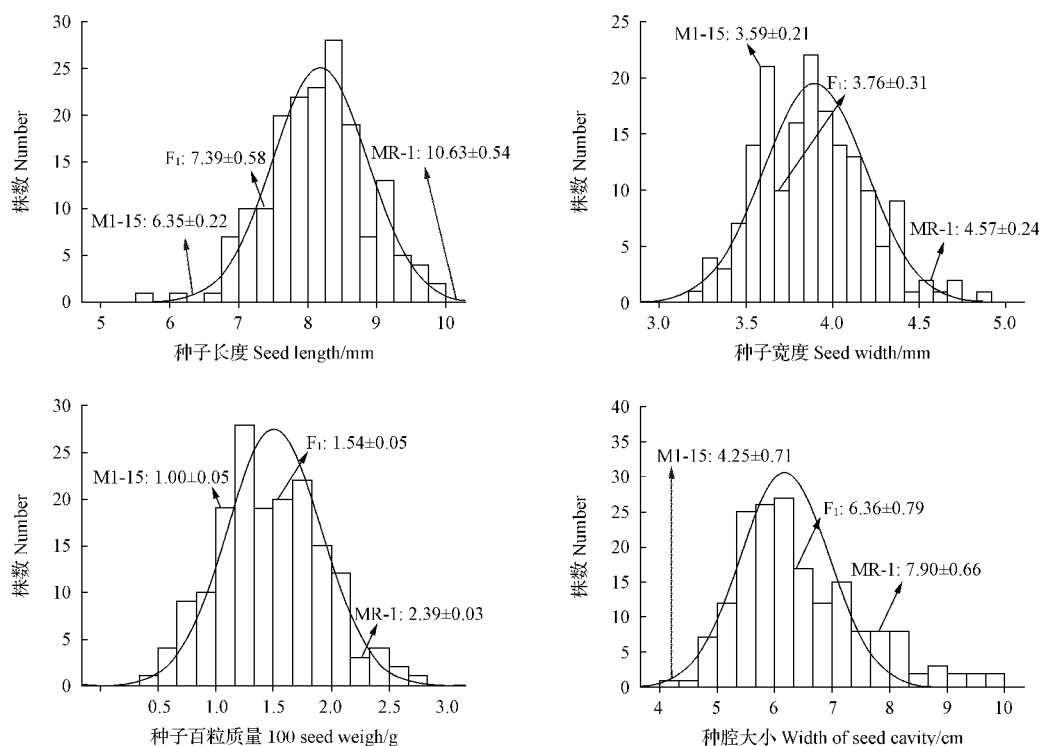 30
25
20
15
10
5
0
株数 Number
M1-15: 6.35±0.22
F₁: 7.39±0.58
MR-1: 10.63±0.54
5 6 7 8 9 10
种子长度 Seed length/mm
25
20
15
10
5
0
株数 Number
M1-15: 3.59±0.21
F₁: 3.76±0.31
MR-1: 4.57±0.24
3.0 3.5 4.0 4.5 5.0
种子宽度 Seed width/mm
30
25
20
15
10
5
0
株数 Number
M1-15: 1.00±0.05
F₁: 1.54±0.05
MR-1: 2.39±0.03
0.5 1.0 1.5 2.0 2.5 3.0
种子百粒质量 100 seed weigh/g
40
35
30
25
20
15
10
5
0
株数 Number
M1-15: 4.25±0.71
F₁: 6.36±0.79
MR-1: 7.90±0.66
4 5 6 7 8 9 10
种腔大小 Width of seed cavity/cm